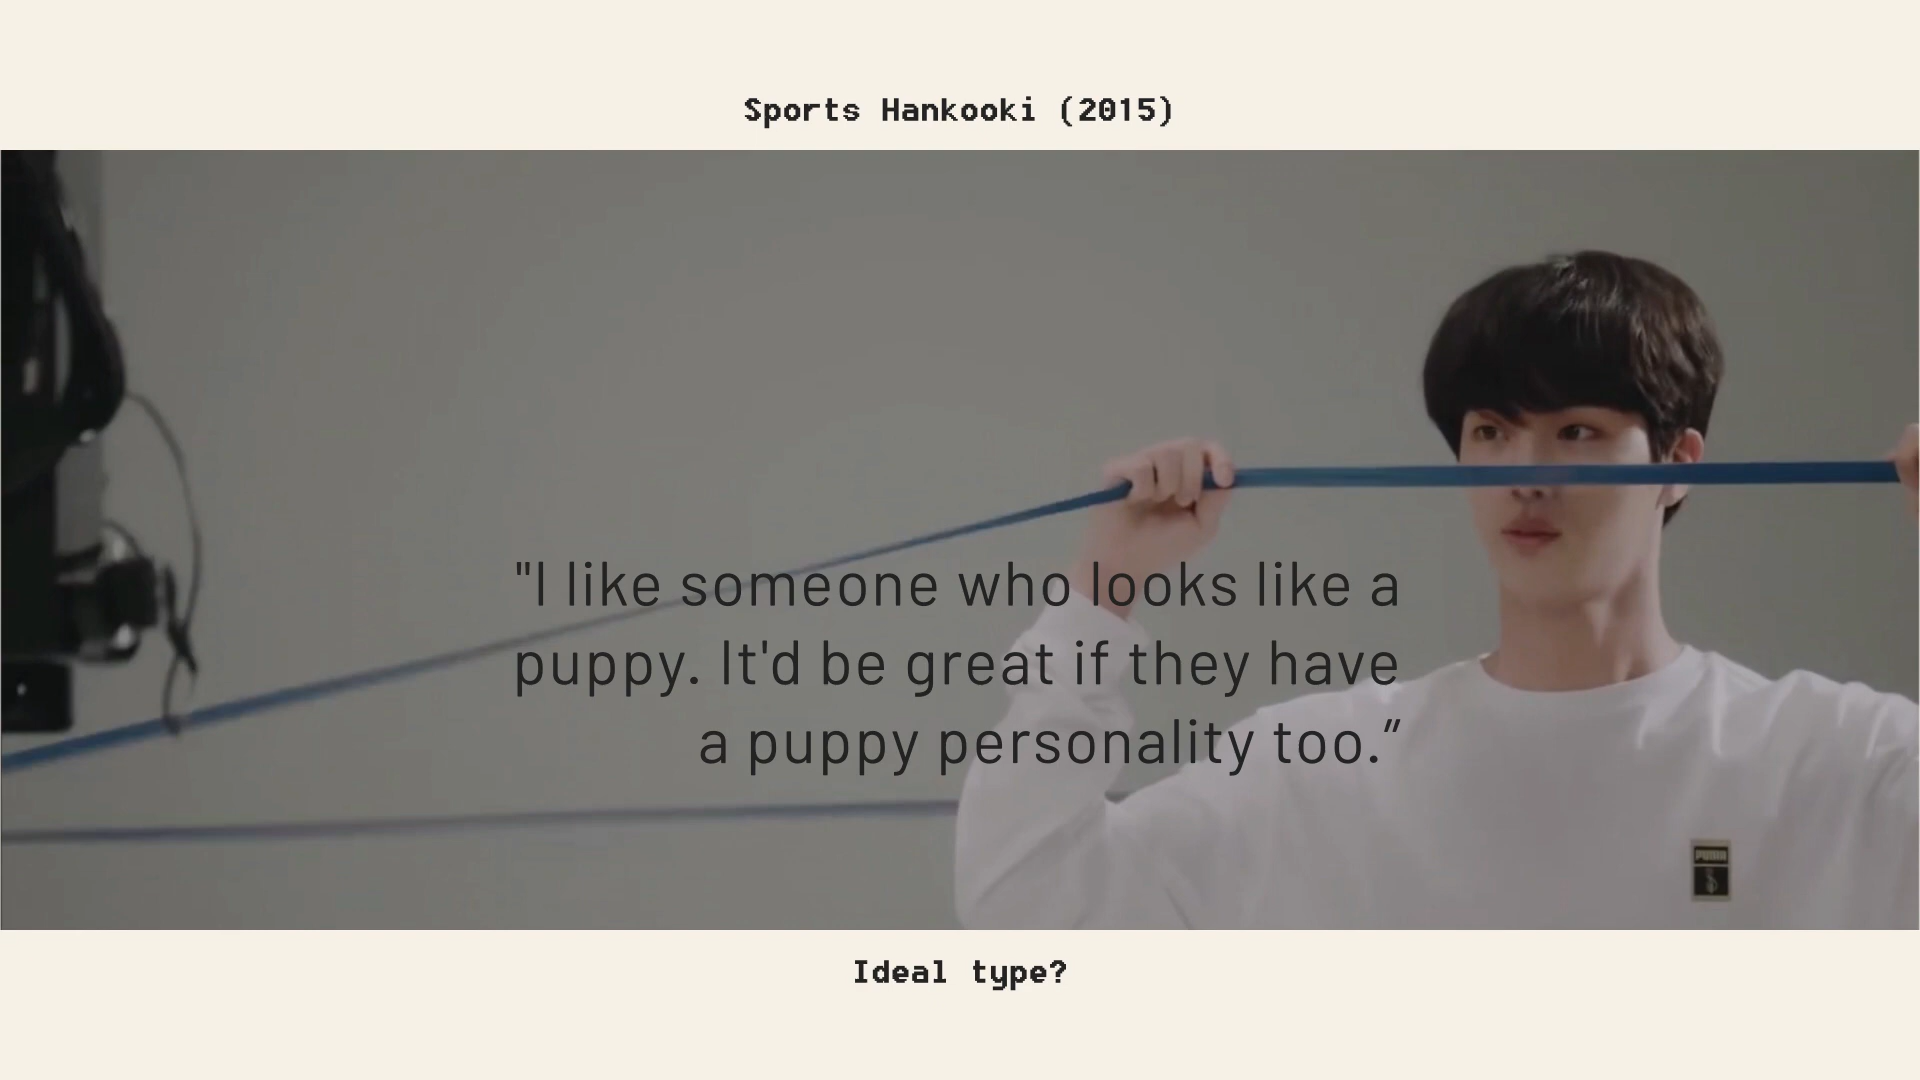 Sports Hankooki (2015)
"I like someone who looks like a
puppy. It'd be great if they have
a puppy personality too.”
PUMA
Ideal type?